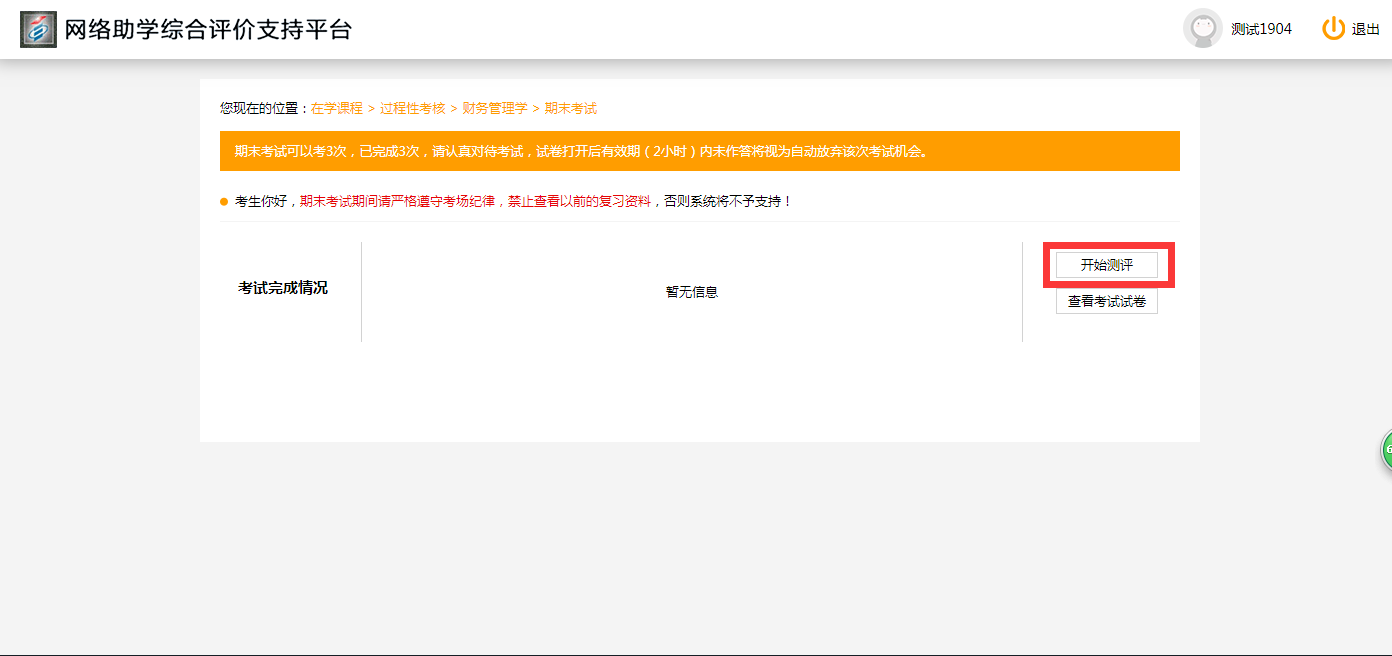 网络助学综合评价支持平台
测试1904
退出
您现在的位置：在学课程 > 过程性考核 > 财务管理学 > 期末考试
期末考试可以考3次，已完成3次，请认真对待考试，试卷打开后有效期（2小时）内未作答将视为自动放弃该次考试机会。
考生你好，期末考试期间请严格遵守考场纪律，禁止查看以前的复习资料，否则系统将不予支持！
考试完成情况
暂无信息
开始测评
查看考试试卷